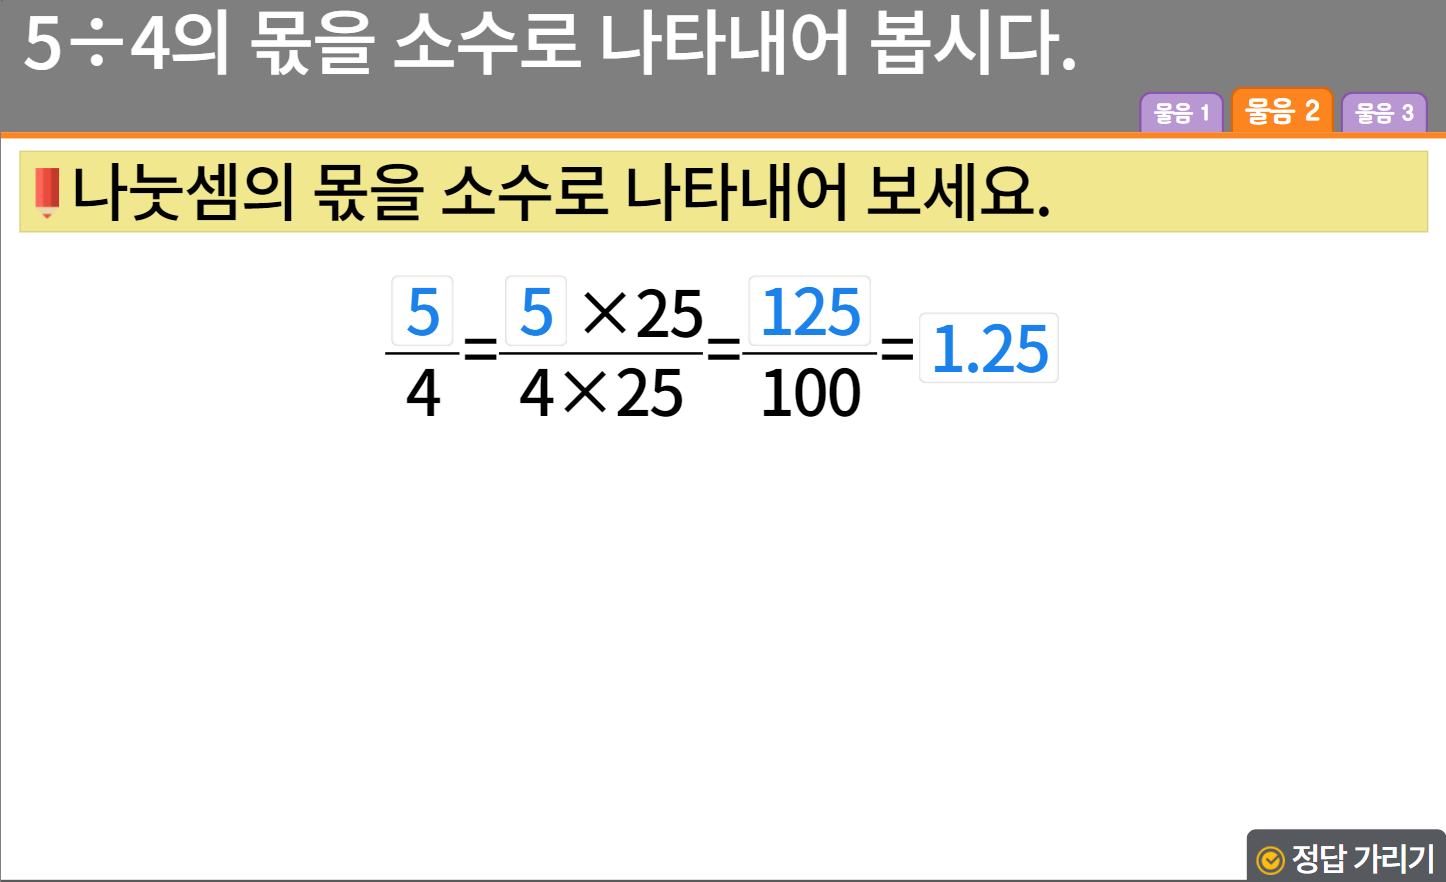 5÷4의 몫을 소수로 나타내어 봅시다.
물음 1 물음 2 물음 3
나눗셈의 몫을 소수로 나타내어 보세요.
5/4 = 5×25/4×25 = 125/100 = 1.25
정답 가리기